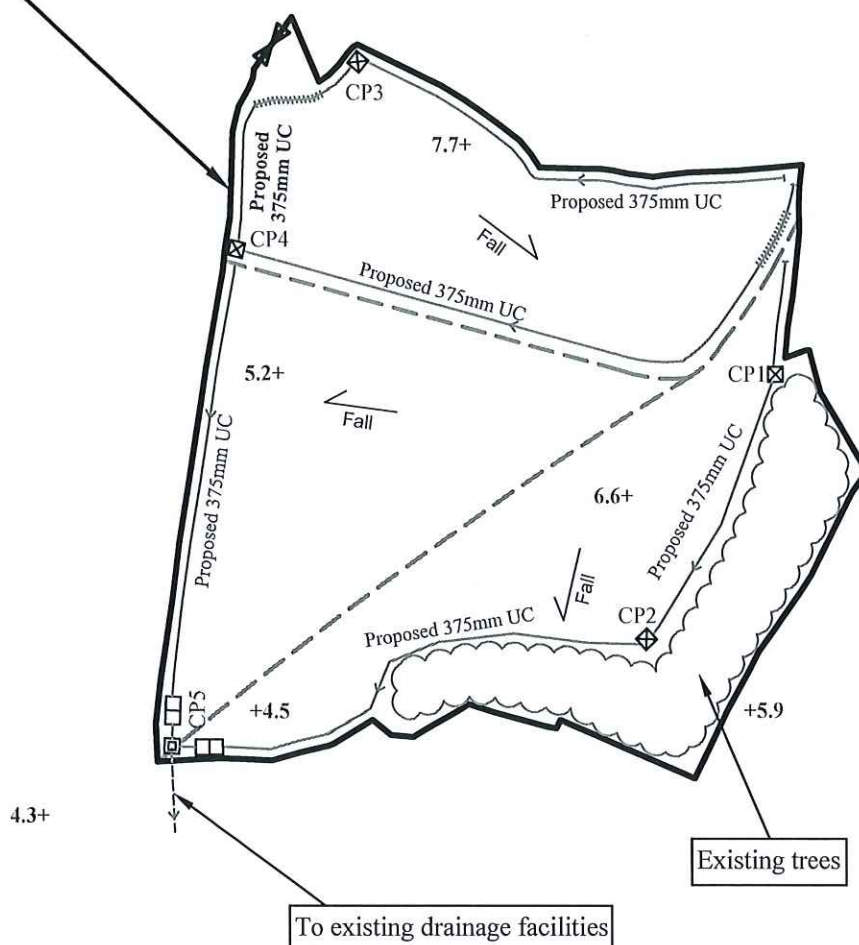 CP3
7.7+
Proposed
375mm UC
Proposed 375mm UC
Fall
CP4
Proposed 375mm UC
CP1
5.2+
Fall
Proposed 375mm UC
6.6+
Proposed 375mm UC
Fall
CP2
Proposed 375mm UC
CP5
+4.5
+5.9
4.3+
Existing trees
To existing drainage facilities